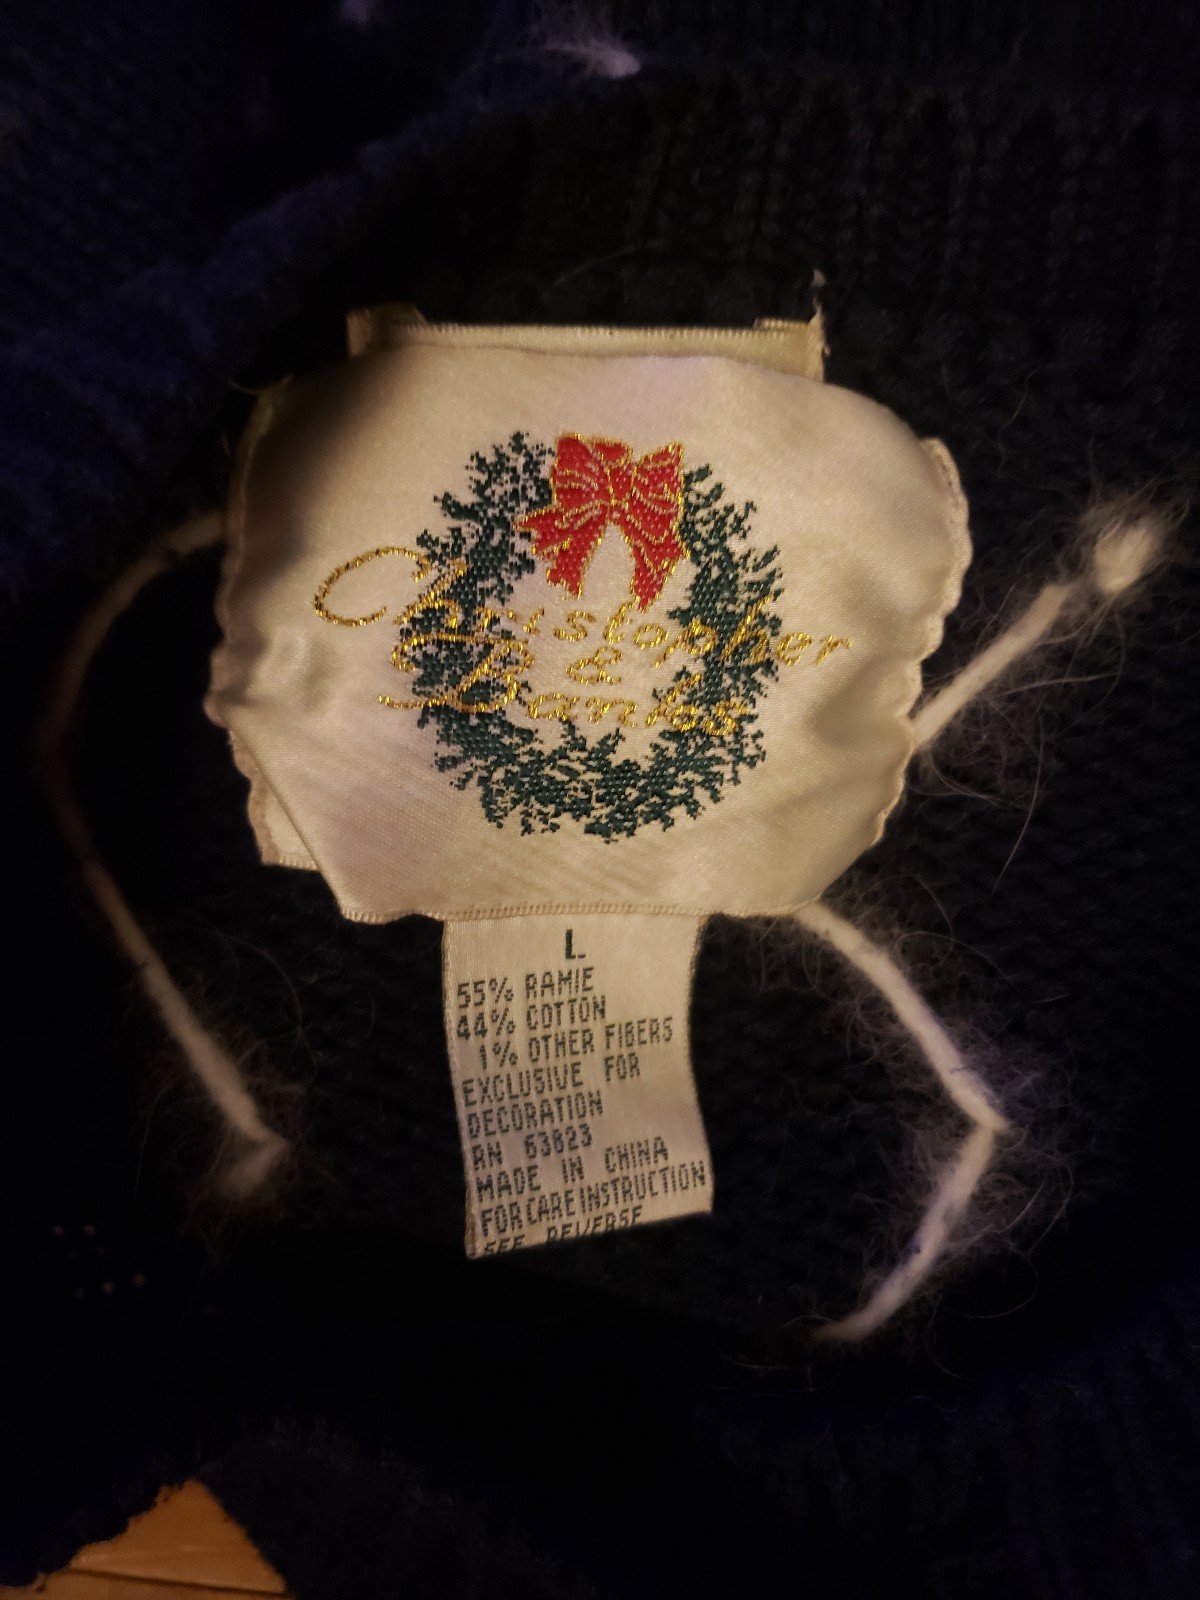 Christopher
&
Banks
L
55% RAMIE
44% COTTON
1% OTHER FIBERS
EXCLUSIVE FOR
DECORATION
RN 63823
MADE IN CHINA
FOR CARE INSTRUCTION
SEE REVERSE